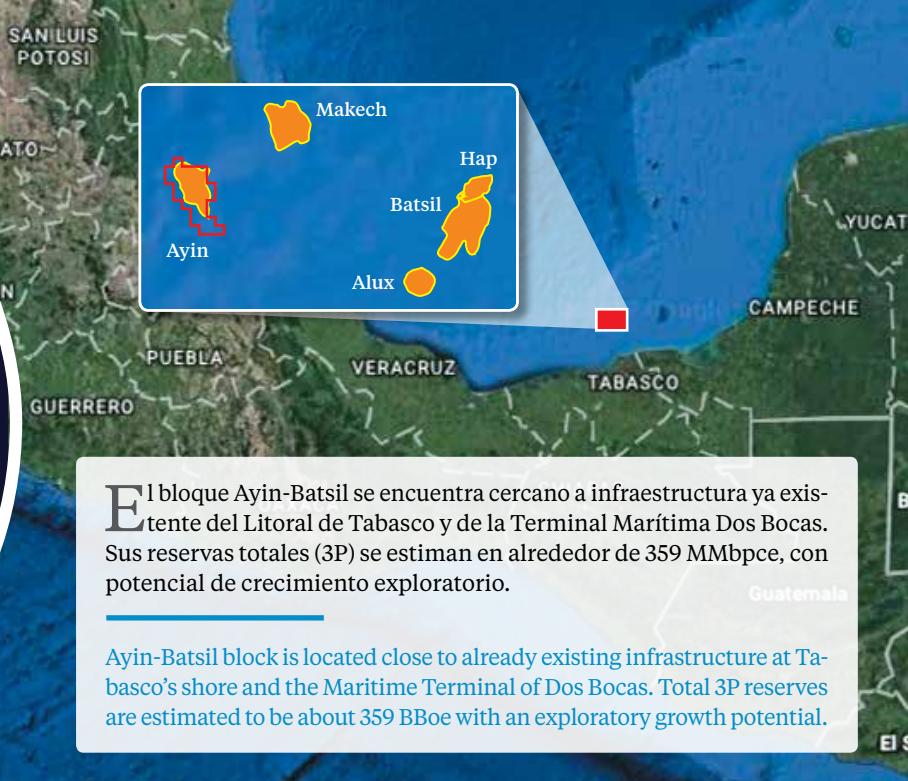 SAN LUIS
POTOSI
ATO
Makech
Hap
Batsil
Ayin
Alux
YUCAT
N
CAMPECHE
PUEBLA
VERACRUZ
TABASCO
GUERRERO
El bloque Ayin-Batsil se encuentra cercano a infraestructura ya exis-
tente del Litoral de Tabasco y de la Terminal Marítima Dos Bocas.
Sus reservas totales (3P) se estiman en alrededor de 359 MMbpce, con
potencial de crecimiento exploratorio.
OAXACA
B
Guatemala
Ayin-Batsil block is located close to already existing infrastructure at Ta-
basco's shore and the Maritime Terminal of Dos Bocas. Total 3P reserves
are estimated to be about 359 BBoe with an exploratory growth potential.
El S